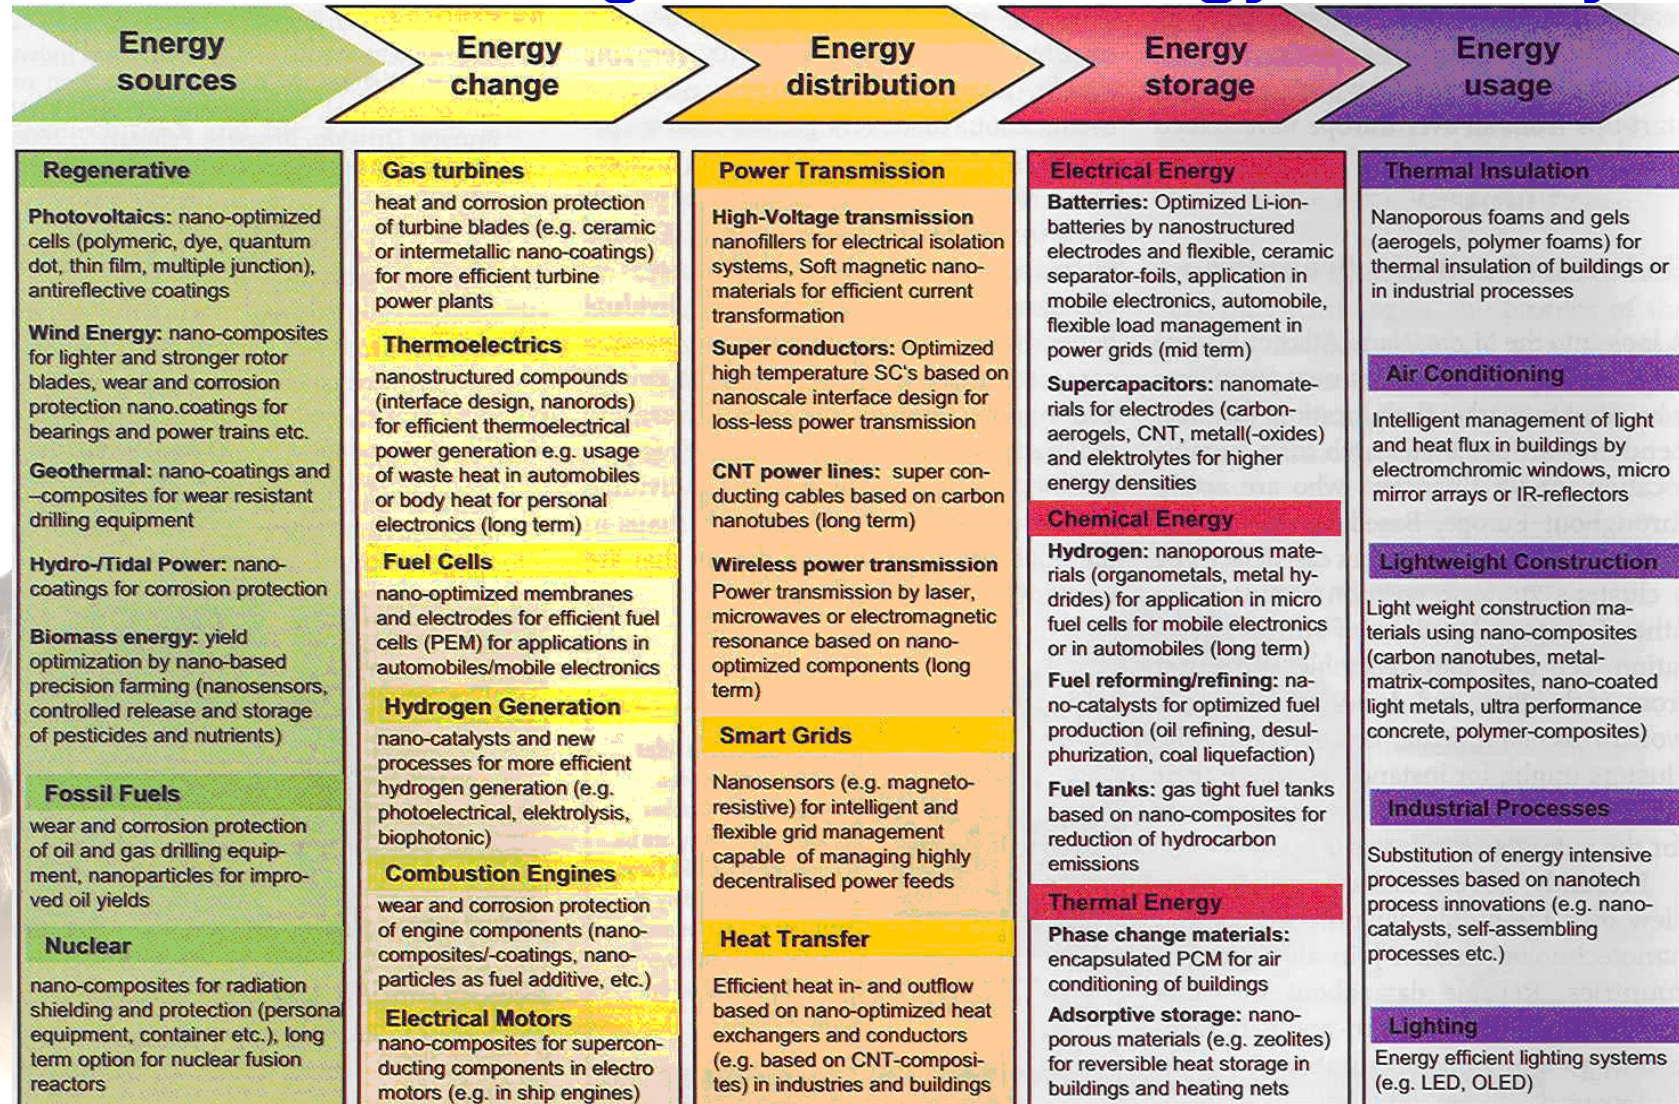 Energy
sources
Energy
change
Energy
distribution
Energy
storage
Energy
usage
Regenerative
Photovoltaics: nano-optimized
cells (polymeric, dye, quantum
dot, thin film, multiple junction),
antireflective coatings
Wind Energy: nano-composites
for lighter and stronger rotor
blades, wear and corrosion
protection nano.coatings for
bearings and power trains etc.
Geothermal: nano-coatings and
–composites for wear resistant
drilling equipment
Hydro-/Tidal Power: nano-
coatings for corrosion protection
Biomass energy: yield
optimization by nano-based
precision farming (nanosensors,
controlled release and storage
of pesticides and nutrients)
Fossil Fuels
wear and corrosion protection
of oil and gas drilling equip-
ment, nanoparticles for impro-
ved oil yields
Nuclear
nano-composites for radiation
shielding and protection (personal
equipment, container etc.), long
term option for nuclear fusion
reactors
Gas turbines
heat and corrosion protection
of turbine blades (e.g. ceramic
or intermetallic nano-coatings)
for more efficient turbine
power plants
Thermoelectrics
nanostructured compounds
(interface design, nanorods)
for efficient thermoelectrical
power generation e.g. usage
of waste heat in automobiles
or body heat for personal
electronics (long term)
Fuel Cells
nano-optimized membranes
and electrodes for efficient fuel
cells (PEM) for applications in
automobiles/mobile electronics
Hydrogen Generation
nano-catalysts and new
processes for more efficient
hydrogen generation (e.g.
photoelectrical, elektrolysis,
biophotonic)
Combustion Engines
wear and corrosion protection
of engine components (nano-
composites/-coatings, nano-
particles as fuel additive, etc.)
Electrical Motors
nano-composites for supercon-
ducting components in electro
motors (e.g. in ship engines)
Power Transmission
High-Voltage transmission
nanofillers for electrical isolation
systems, Soft magnetic nano-
materials for efficient current
transformation
Super conductors: Optimized
high temperature SC's based on
nanoscale interface design for
loss-less power transmission
CNT power lines: super con-
ducting cables based on carbon
nanotubes (long term)
Wireless power transmission
Power transmission by laser,
microwaves or electromagnetic
resonance based on nano-
optimized components (long
term)
Smart Grids
Nanosensors (e.g. magneto-
resistive) for intelligent and
flexible grid management
capable of managing highly
decentralised power feeds
Heat Transfer
Efficient heat in- and outflow
based on nano-optimized heat
exchangers and conductors
(e.g. based on CNT-composi-
tes) in industries and buildings
Electrical Energy
Batterries: Optimized Li-ion-
batteries by nanostructured
electrodes and flexible, ceramic
separator-foils, application in
mobile electronics, automobile,
flexible load management in
power grids (mid term)
Supercapacitors: nanomate-
rials for electrodes (carbon-
aerogels, CNT, metall(-oxides)
and elektrolytes for higher
energy densities
Chemical Energy
Hydrogen: nanoporous mate-
rials (organometals, metal hy-
drides) for application in micro
fuel cells for mobile electronics
or in automobiles (long term)
Fuel reforming/refining: na-
no-catalysts for optimized fuel
production (oil refining, desul-
phurization, coal liquefaction)
Fuel tanks: gas tight fuel tanks
based on nano-composites for
reduction of hydrocarbon
emissions
Thermal Energy
Phase change materials:
encapsulated PCM for air
conditioning of buildings
Adsorptive storage: nano-
porous materials (e.g. zeolites)
for reversible heat storage in
buildings and heating nets
Thermal Insulation
Nanoporous foams and gels
(aerogels, polymer foams) for
thermal insulation of buildings or
in industrial processes
Air Conditioning
Intelligent management of light
and heat flux in buildings by
electromchromic windows, micro
mirror arrays or IR-reflectors
Lightweight Construction
Light weight construction ma-
terials using nano-composites
(carbon nanotubes, metal-
matrix-composites, nano-coated
light metals, ultra performance
concrete, polymer-composites)
Industrial Processes
Substitution of energy intensive
processes based on nanotech
process innovations (e.g. nano-
catalysts, self-assembling
processes etc.)
Lighting
Energy efficient lighting systems
(e.g. LED, OLED)